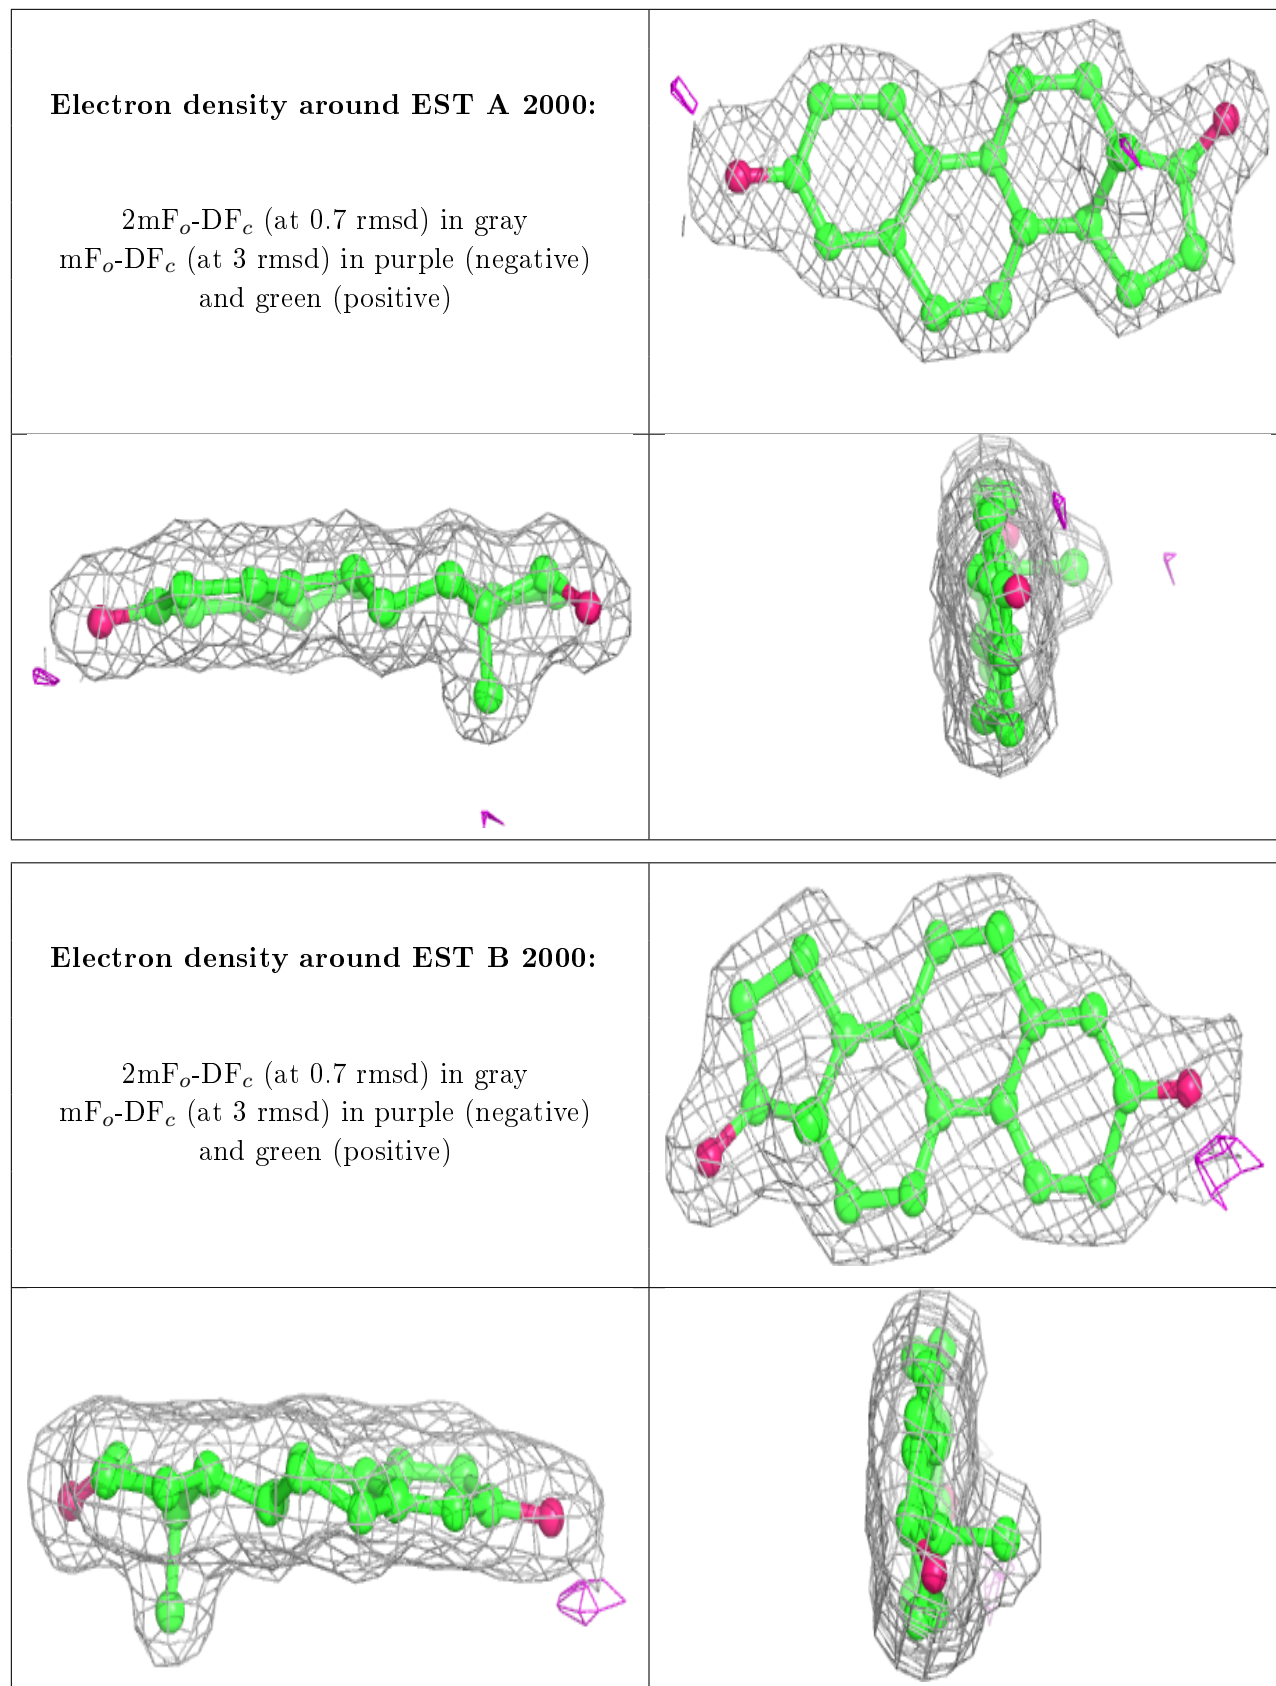 Electron density around EST A 2000:
2mFo-DFc (at 0.7 rmsd) in gray
mFo-DFc (at 3 rmsd) in purple (negative)
and green (positive)
Electron density around EST B 2000:
2mFo-DFc (at 0.7 rmsd) in gray
mFo-DFc (at 3 rmsd) in purple (negative)
and green (positive)